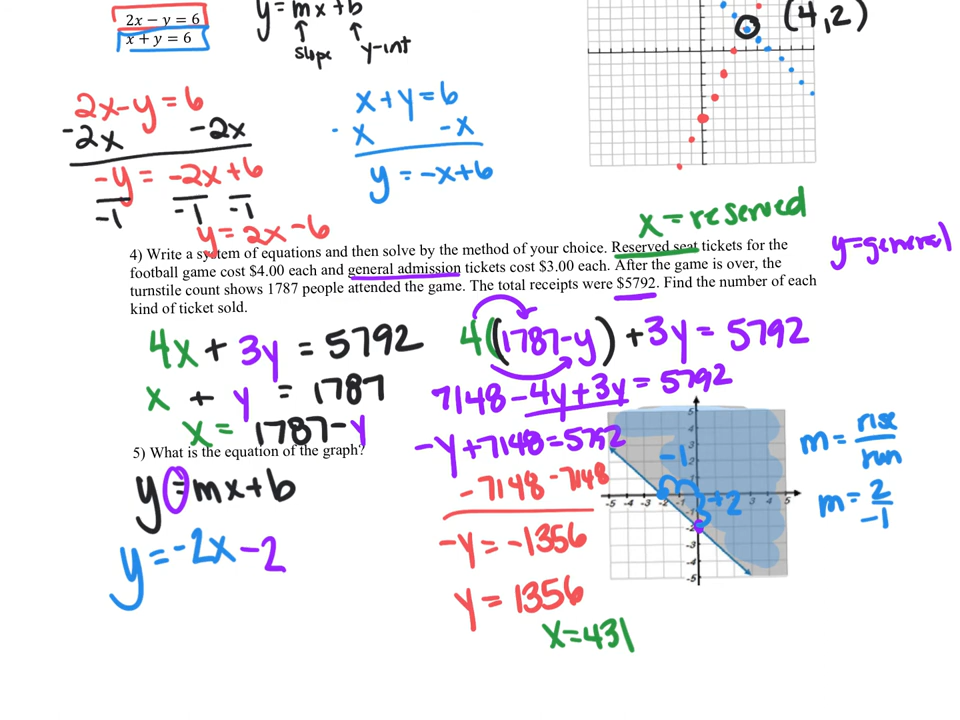 2x − y = 6
x + y = 6
y = mx + b
slope y-int
(4,2)
2x-y=6
-2x -2x
-y = -2x+6
-1 -1 -1
y=2x-6
x+y=6
-x -x
y=-x+6
x=reserved
y=general
4) Write a system of equations and then solve by the method of your choice. Reserved seat tickets for the
football game cost $4.00 each and general admission tickets cost $3.00 each. After the game is over, the
turnstile count shows 1787 people attended the game. The total receipts were $5792. Find the number of each
kind of ticket sold.
4x + 3y = 5792
x + y = 1787
x = 1787-y
4(1787-y)+3y=5792
7148-4y+3y=5792
-y+7148=5792
-7148 -7148
-y=-1356
y=1356
x=431
5) What is the equation of the graph?
y=mx+b
y=-2x-2
-1
+2
m=rise
run
m=2
-1